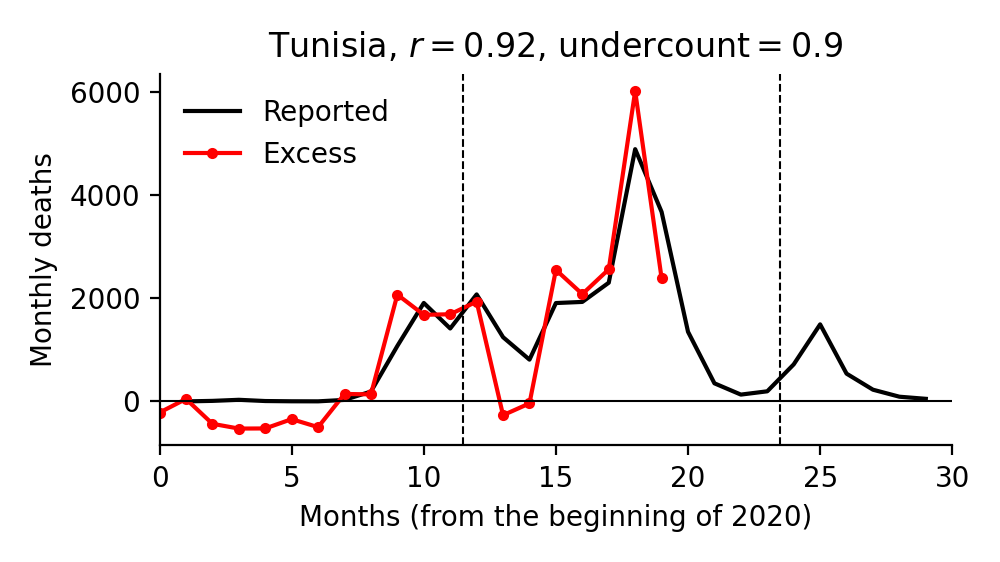 Tunisia, r = 0.92, undercount = 0.9
Reported
Excess
Monthly deaths
6000
4000
2000
0
0 5 10 15 20 25 30
Months (from the beginning of 2020)